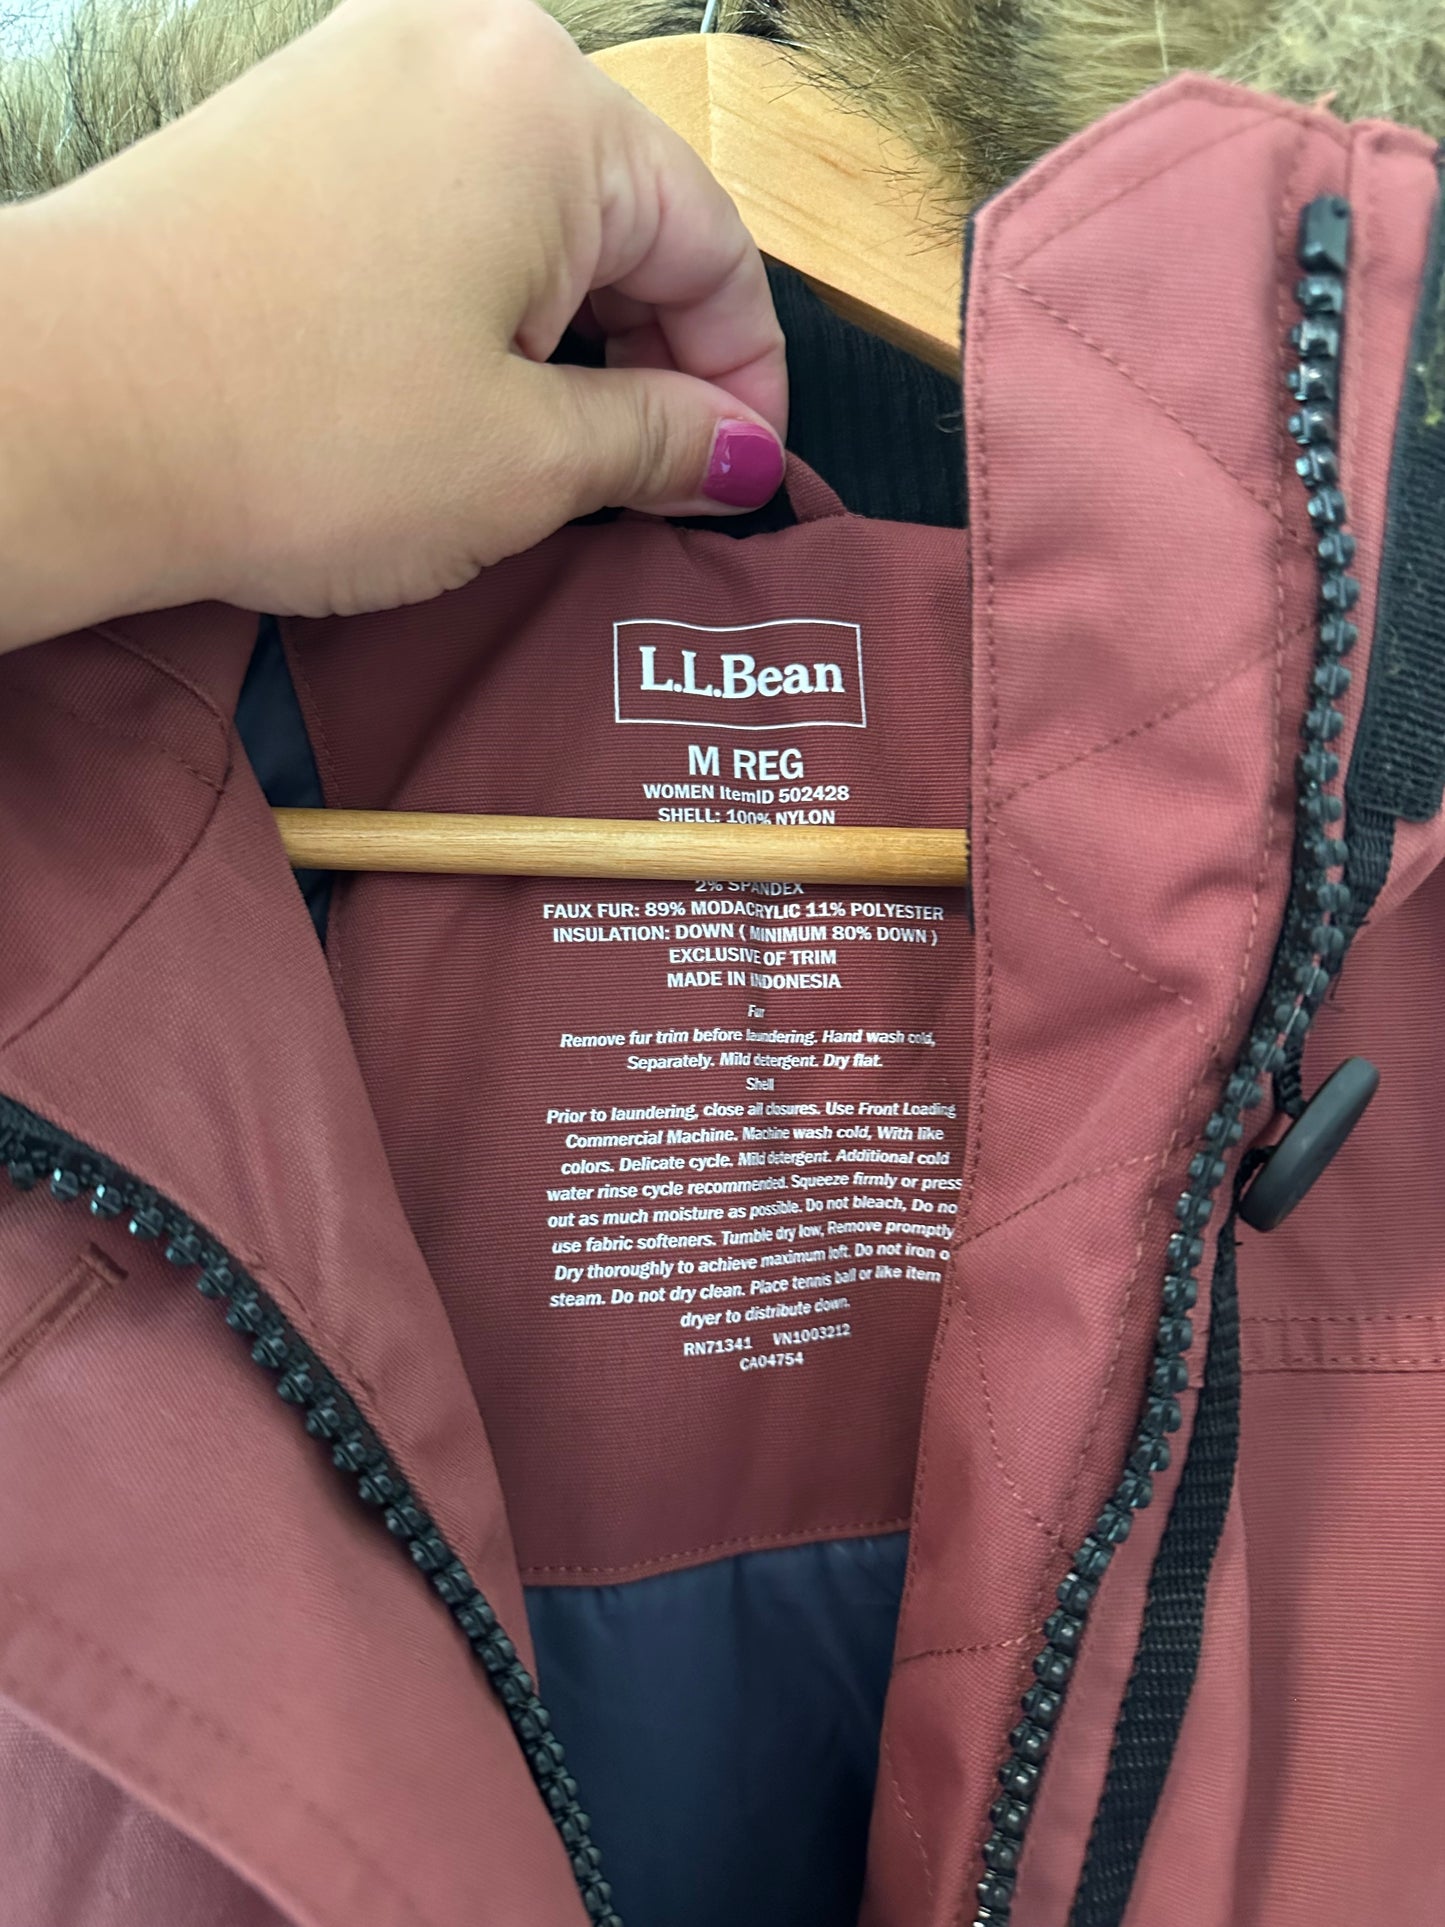 L.L.Bean
M REG
WOMEN ItemID 502428
SHELL: 100% NYLON
2% SPANDEX
FAUX FUR: 89% MODACRYLIC 11% POLYESTER
INSULATION: DOWN ( MINIMUM 80% DOWN )
EXCLUSIVE OF TRIM
MADE IN INDONESIA
Fur
Remove fur trim before laundering. Hand wash cold,
Separately. Mild detergent. Dry flat.
Shell
Prior to laundering, close all closures. Use Front Loading
Commercial Machine. Machine wash cold, With like
colors. Delicate cycle. Mild detergent. Additional cold
water rinse cycle recommended. Squeeze firmly or press
out as much moisture as possible. Do not bleach, Do no
use fabric softeners. Tumble dry low, Remove promptly
Dry thoroughly to achieve maximum loft. Do not iron o
steam. Do not dry clean. Place tennis ball or like item
dryer to distribute down.
RN71341 VN1003212
CA04754